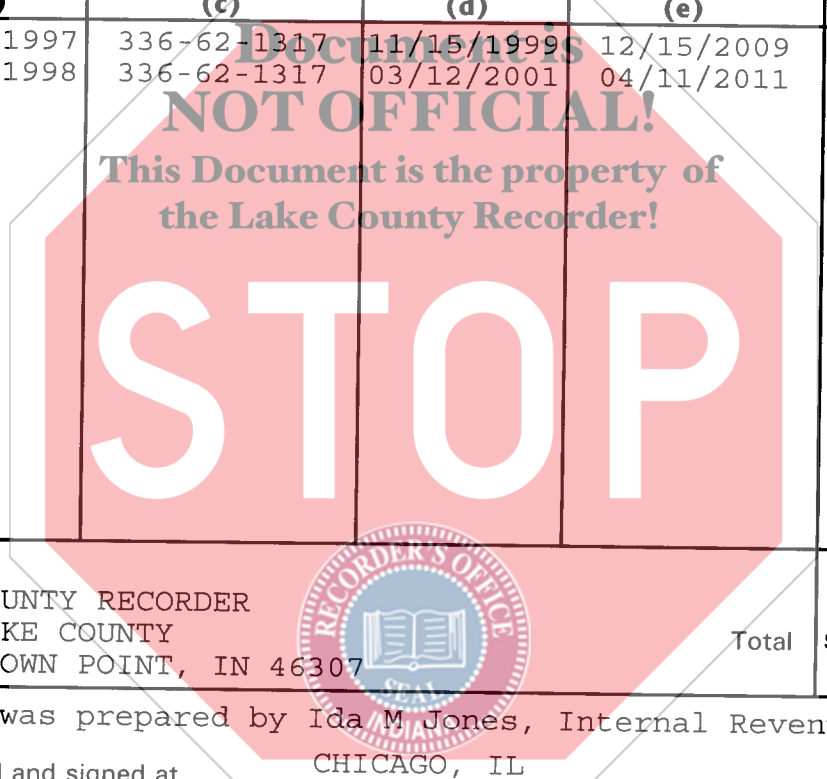 (c) (d) (e)
1997 336-62-1317 11/15/1999 12/15/2009
1998 336-62-1317 03/12/2001 04/11/2011
Document is
NOT OFFICIAL!
This Document is the property of
the Lake County Recorder!
STOP
RECORDER'S OFFICE
SEAL
INDIANA
UNTY RECORDER
KE COUNTY
OWN POINT, IN 46307
Total
was prepared by Ida M Jones, Internal Reven
CHICAGO, IL
and signed at